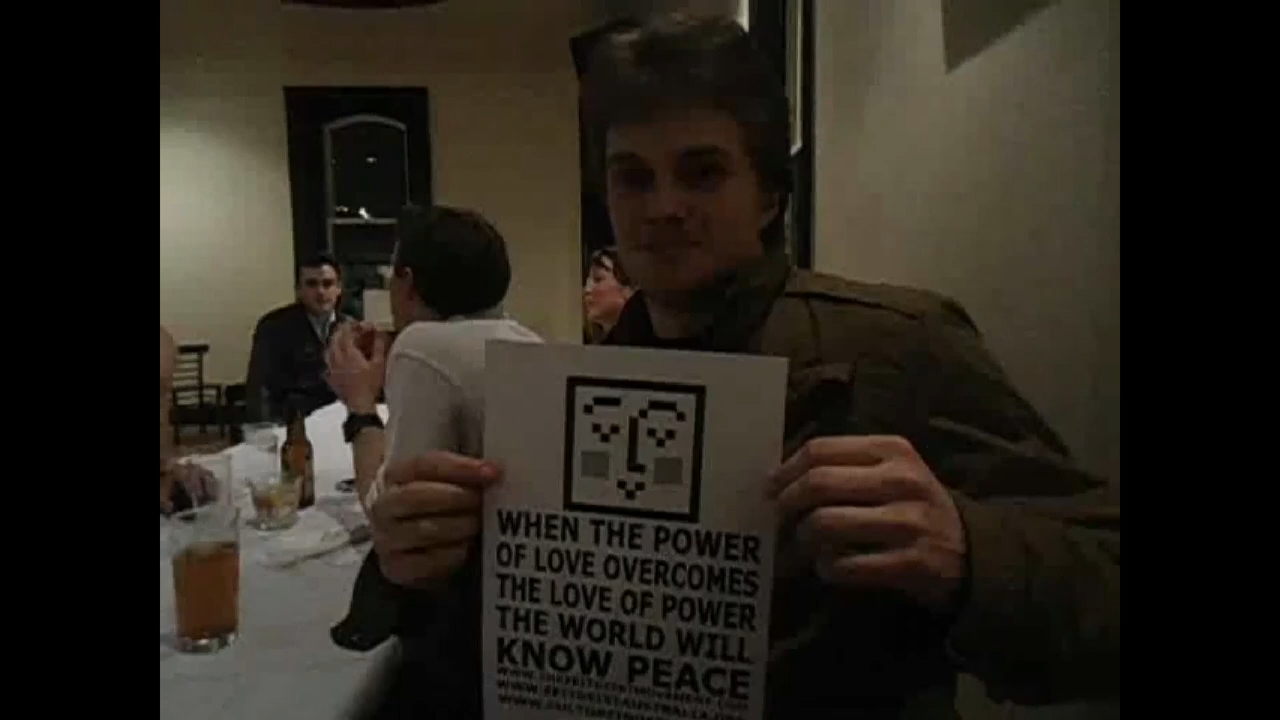 WHEN THE POWER
OF LOVE OVERCOMES
THE LOVE OF POWER
THE WORLD WILL
KNOW PEACE